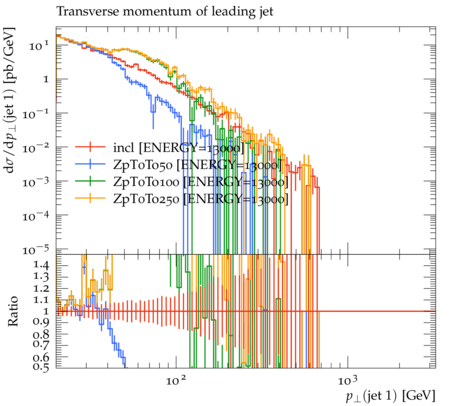 Transverse momentum of leading jet
dσ/dp⊥(jet 1) [pb/GeV]
10¹
1
10⁻¹
10⁻²
10⁻³
10⁻⁴
10⁻⁵
incl [ENERGY=13000]
ZpToTo50 [ENERGY=13000]
ZpToTo100 [ENERGY=13000]
ZpToTo250 [ENERGY=13000]
Ratio
1.4
1.3
1.2
1.1
1
0.9
0.8
0.7
0.6
0.5
10² 10³
p⊥(jet 1) [GeV]